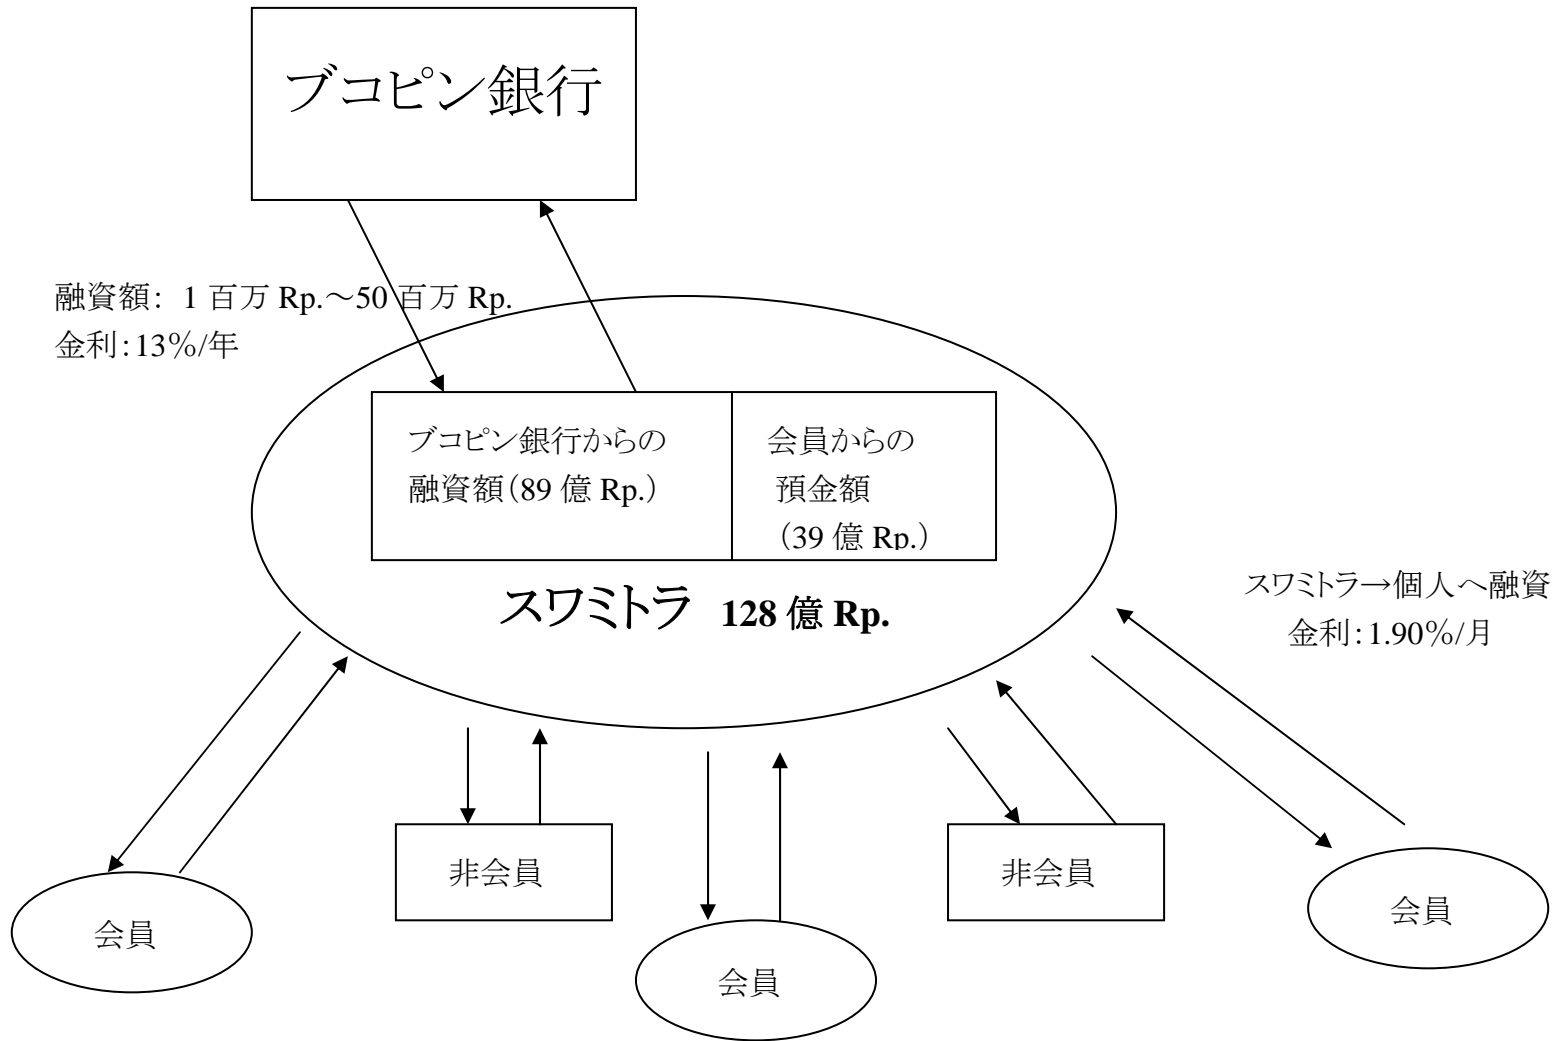 ブコピン銀行
融資額： 1 百万 Rp.～50 百万 Rp.
金利：13％/年
ブコピン銀行からの
融資額（89 億 Rp.）
会員からの
預金額
（39 億 Rp.）
スワミトラ 128 億 Rp.
スワミトラ→個人へ融資
金利：1.90％/月
非会員
非会員
会員
会員
会員